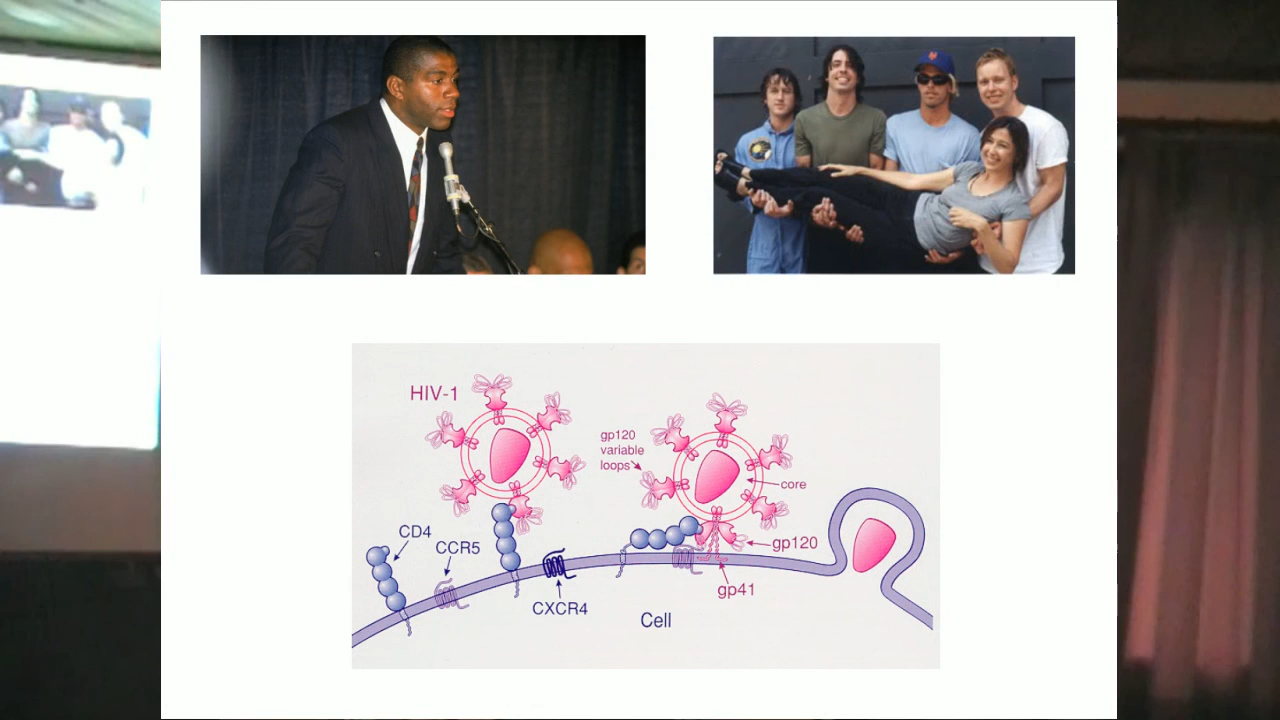 HIV-1
gp120
variable
loops
core
CD4
CCR5
gp120
gp41
CXCR4
Cell